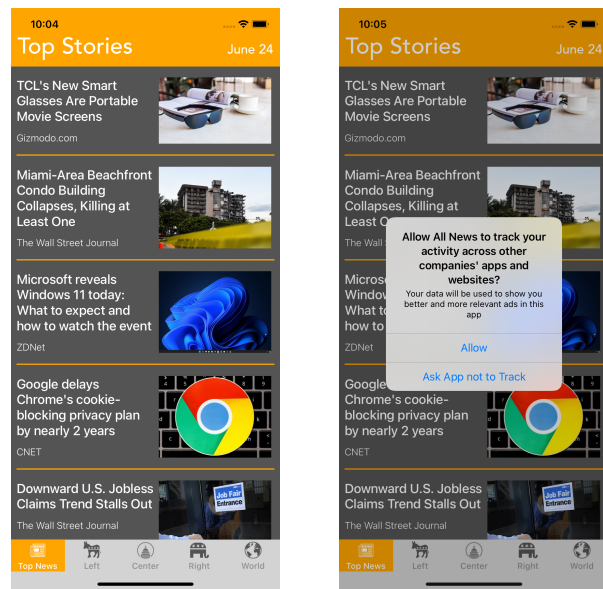 10:04
Top Stories
June 24
TCL's New Smart
Glasses Are Portable
Movie Screens
Gizmodo.com
Miami-Area Beachfront
Condo Building
Collapses, Killing at
Least One
The Wall Street Journal
Microsoft reveals
Windows 11 today:
What to expect and
how to watch the event
ZDNet
Google delays
Chrome's cookie-
blocking privacy plan
by nearly 2 years
CNET
Downward U.S. Jobless
Claims Trend Stalls Out
The Wall Street Journal
Job Fair
Entrance
Top News
Left
Center
Right
World
10:05
Top Stories
June 24
TCL's New Smart
Glasses Are Portable
Movie Screens
Gizmodo.com
Miami-Area Beachfront
Condo Building
Collapses, Killing at
Least
The Wall
Allow All News to track your
activity across other
companies' apps and
websites?
Your data will be used to show you
better and more relevant ads in this
app
Allow
Ask App not to Track
ZDNet
Google
Chrome's cookie-
blocking privacy plan
by nearly 2 years
CNET
Downward U.S. Jobless
Claims Trend Stalls Out
The Wall Street Journal
Job Fair
Entrance
Top News
Left
Center
Right
World